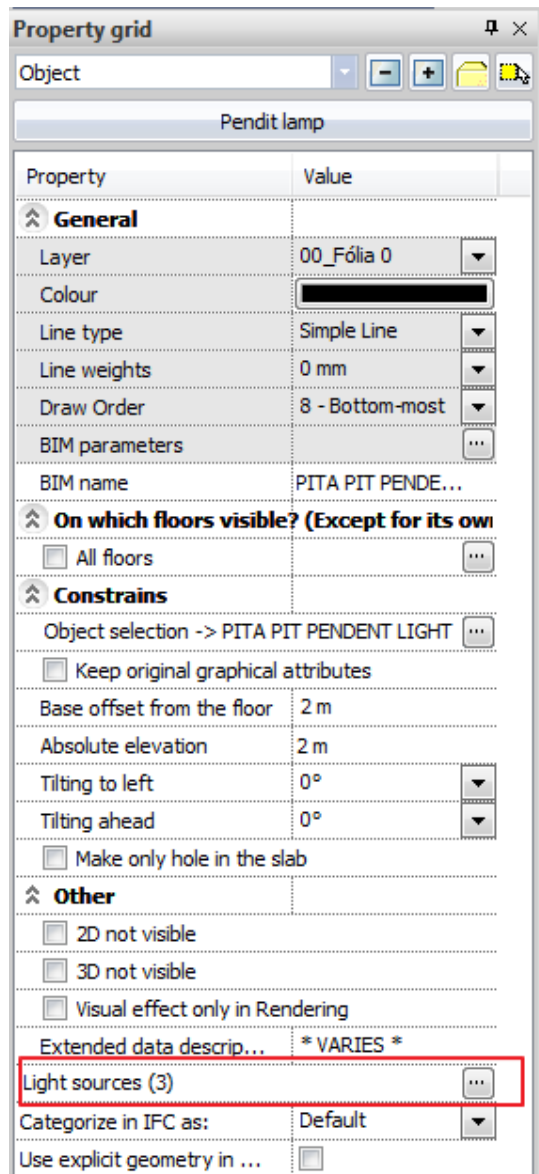 Property grid
Object
Pendit lamp
Property Value
General
Layer 00_Fólia 0
Colour
Line type Simple Line
Line weights 0 mm
Draw Order 8 - Bottom-most
BIM parameters ...
BIM name PITA PIT PENDE...
On which floors visible? (Except for its own
All floors ...
Constrains
Object selection -> PITA PIT PENDENT LIGHT ...
Keep original graphical attributes
Base offset from the floor 2 m
Absolute elevation 2 m
Tilting to left 0°
Tilting ahead 0°
Make only hole in the slab
Other
2D not visible
3D not visible
Visual effect only in Rendering
Extended data descrip... * VARIES *
Light sources (3) ...
Categorize in IFC as: Default
Use explicit geometry in ...